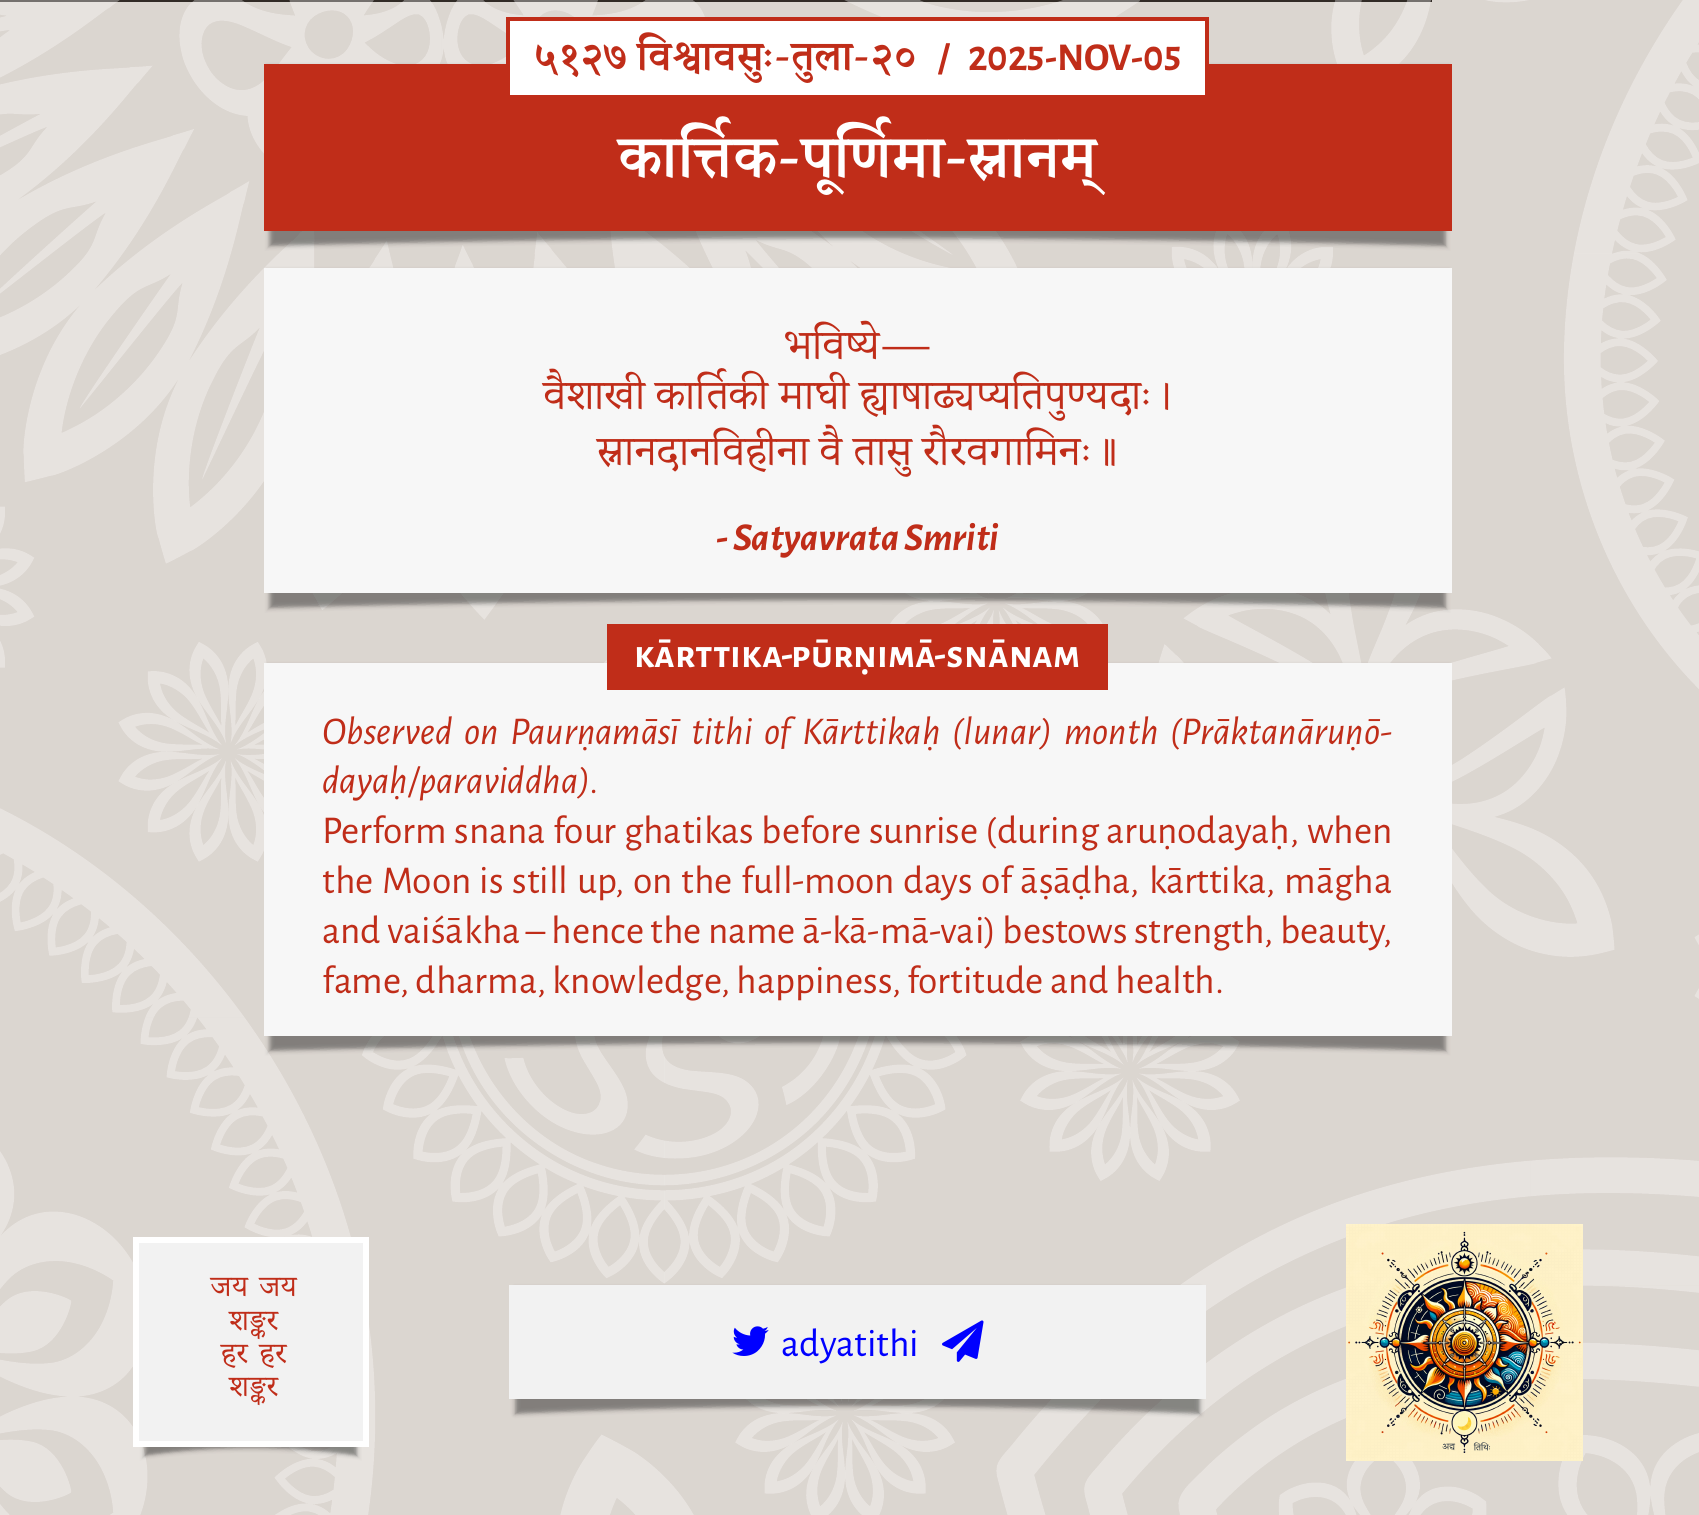 ५१२७ विश्वावसुः-तुला-२० / 2025-NOV-05
कार्त्तिक-पूर्णिमा-स्नानम्
भविष्ये—
वैशाखी कार्तिकी माघी ह्याषाढ्यप्यतिपुण्यदाः ।
स्नानदानविहीना वै तासु रौरवगामिनः ॥
- Satyavrata Smriti
KĀRTTIKA-PŪRṆIMĀ-SNĀNAM
Observed on Paurṇamāsī tithi of Kārttikaḥ (lunar) month (Prāktanāruṇō-
dayaḥ/paraviddha).
Perform snana four ghatikas before sunrise (during aruṇodayaḥ, when
the Moon is still up, on the full-moon days of āṣāḍha, kārttika, māgha
and vaiśākha – hence the name ā-kā-mā-vai) bestows strength, beauty,
fame, dharma, knowledge, happiness, fortitude and health.
जय जय
शङ्कर
हर हर
शङ्कर
adyatithi
अद्य तिथिः